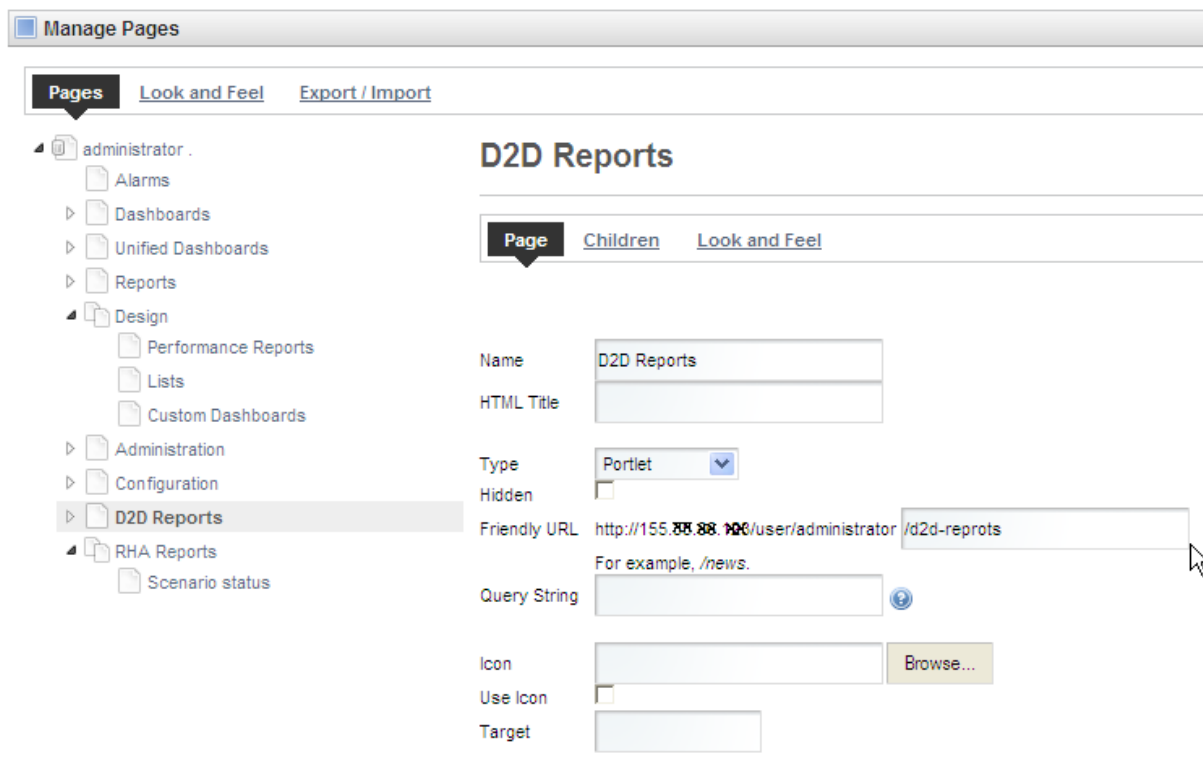 Manage Pages
Pages Look and Feel Export / Import
administrator .
Alarms
Dashboards
Unified Dashboards
Reports
Design
Performance Reports
Lists
Custom Dashboards
Administration
Configuration
D2D Reports
RHA Reports
Scenario status
D2D Reports
Page Children Look and Feel
Name D2D Reports
HTML Title
Type Portlet
Hidden
Friendly URL http://155. /user/administrator /d2d-reprots
For example, /news.
Query String
Icon Browse...
Use Icon
Target